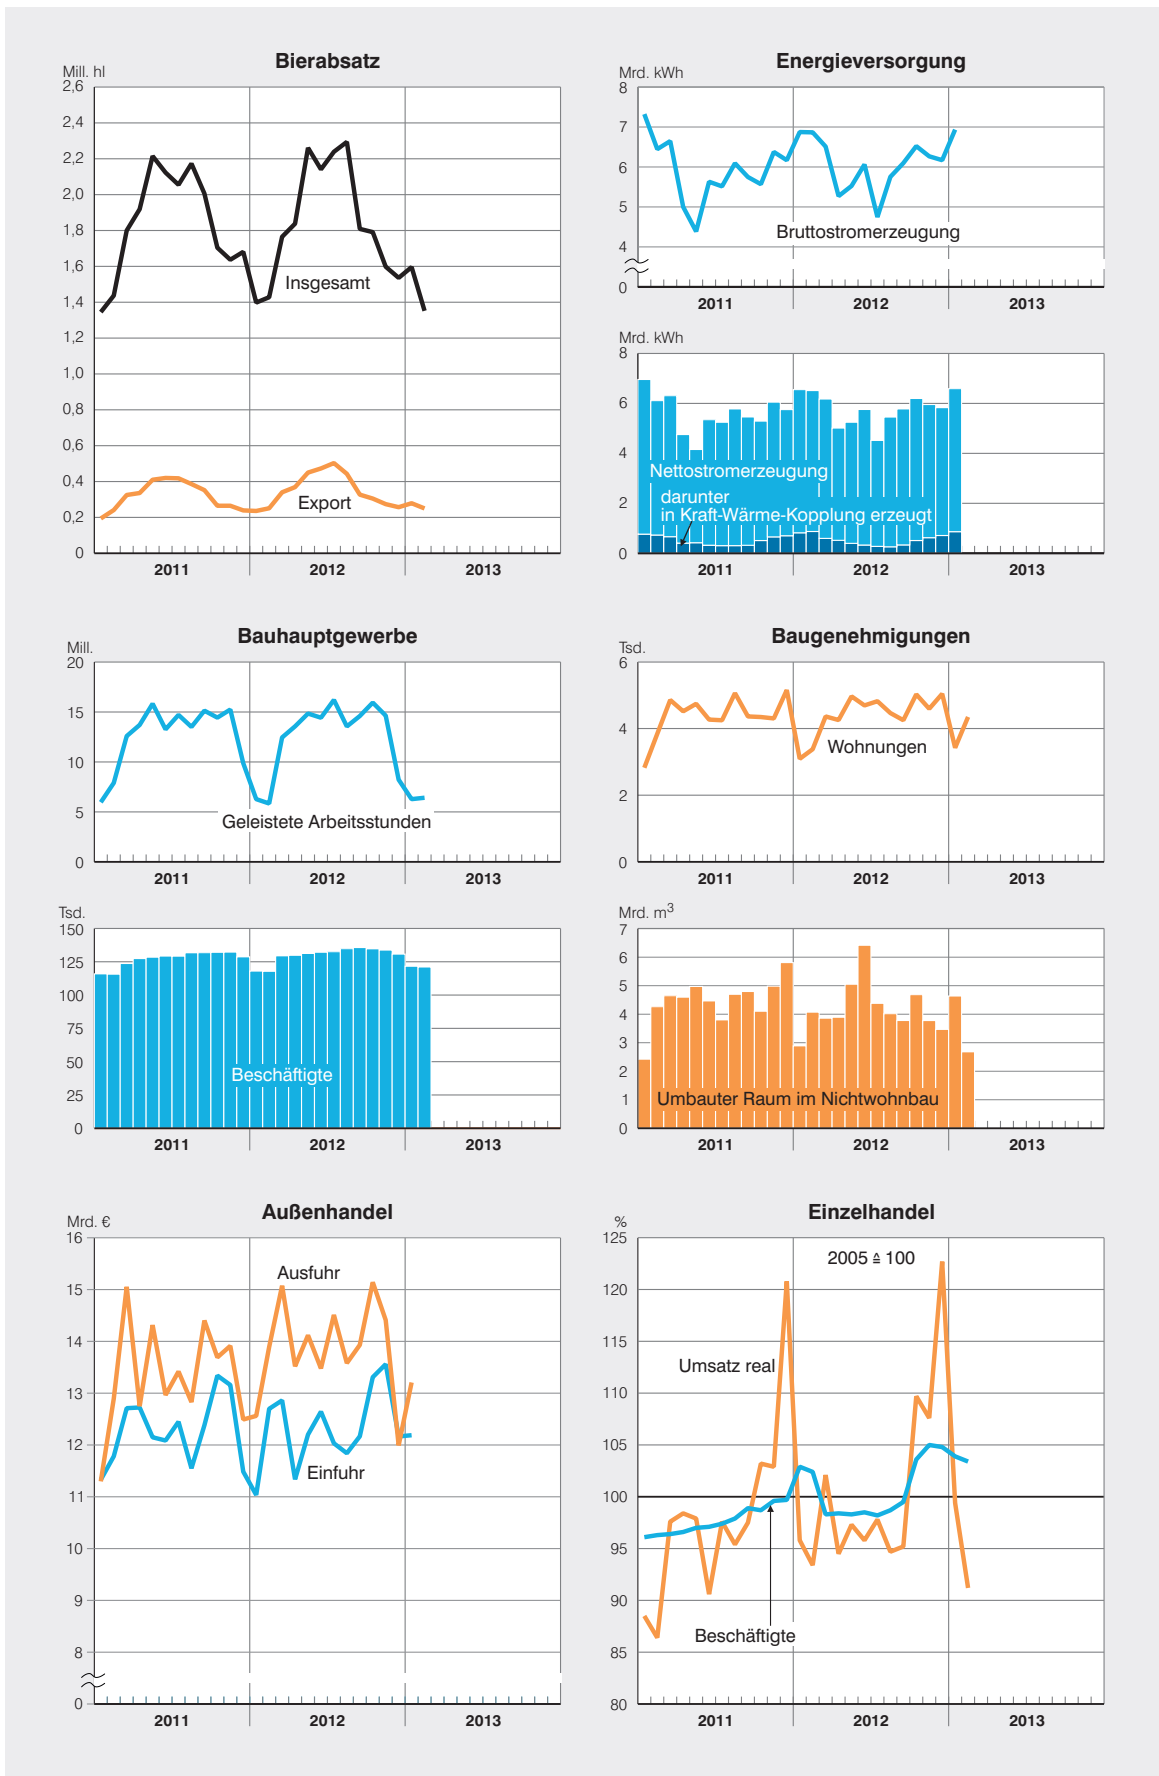 Bierabsatz
Mill. hl
2,6
2,4
2,2
2,0
1,8
1,6
1,4
1,2
1,0
0,8
0,6
0,4
0,2
0
Insgesamt
Export
2011 2012 2013
Energieversorgung
Mrd. kWh
8
7
6
5
4
0
Bruttostromerzeugung
2011 2012 2013
Mrd. kWh
8
6
4
2
0
Nettostromerzeugung
darunter
in Kraft-Wärme-Kopplung erzeugt
2011 2012 2013
Bauhauptgewerbe
Mill.
20
15
10
5
0
Geleistete Arbeitsstunden
2011 2012 2013
Tsd.
150
125
100
75
50
25
0
Beschäftigte
2011 2012 2013
Baugenehmigungen
Tsd.
6
4
2
0
Wohnungen
2011 2012 2013
Mrd. m³
7
6
5
4
3
2
1
0
Umbauter Raum im Nichtwohnbau
2011 2012 2013
Außenhandel
Mrd. €
16
15
14
13
12
11
10
9
8
0
Ausfuhr
Einfuhr
2011 2012 2013
Einzelhandel
%
125
120
115
110
105
100
95
90
85
80
2005 ≙ 100
Umsatz real
Beschäftigte
2011 2012 2013